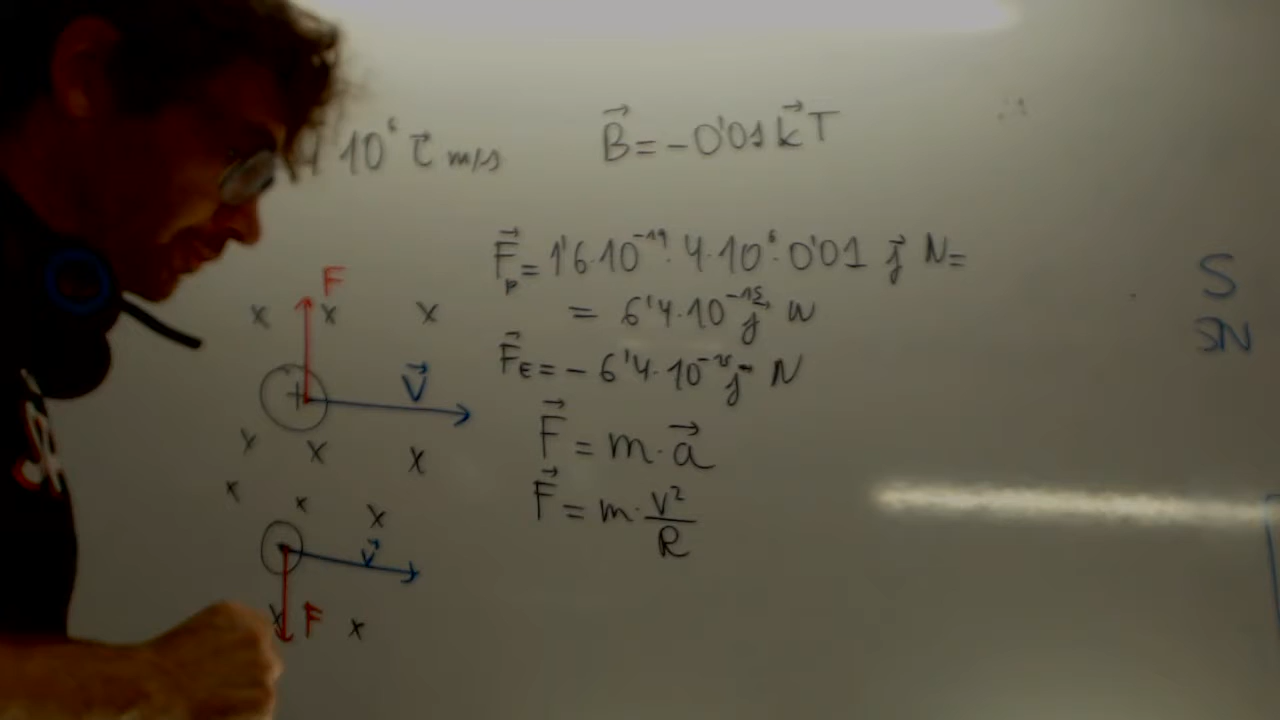 10⁶ i⃗ m/s   B⃗ = -0'01 k⃗ T
F⃗p = 1'6·10⁻¹⁹·4·10⁶·0'01 j⃗ N =
= 6'4·10⁻¹⁵ j⃗ N
F⃗E = -6'4·10⁻¹⁵ j⃗ N
F⃗ = m·a⃗
F⃗ = m·v²/R
F
x x x
+ V⃗
x x x
x x x
V⃗
x F x
S
SN